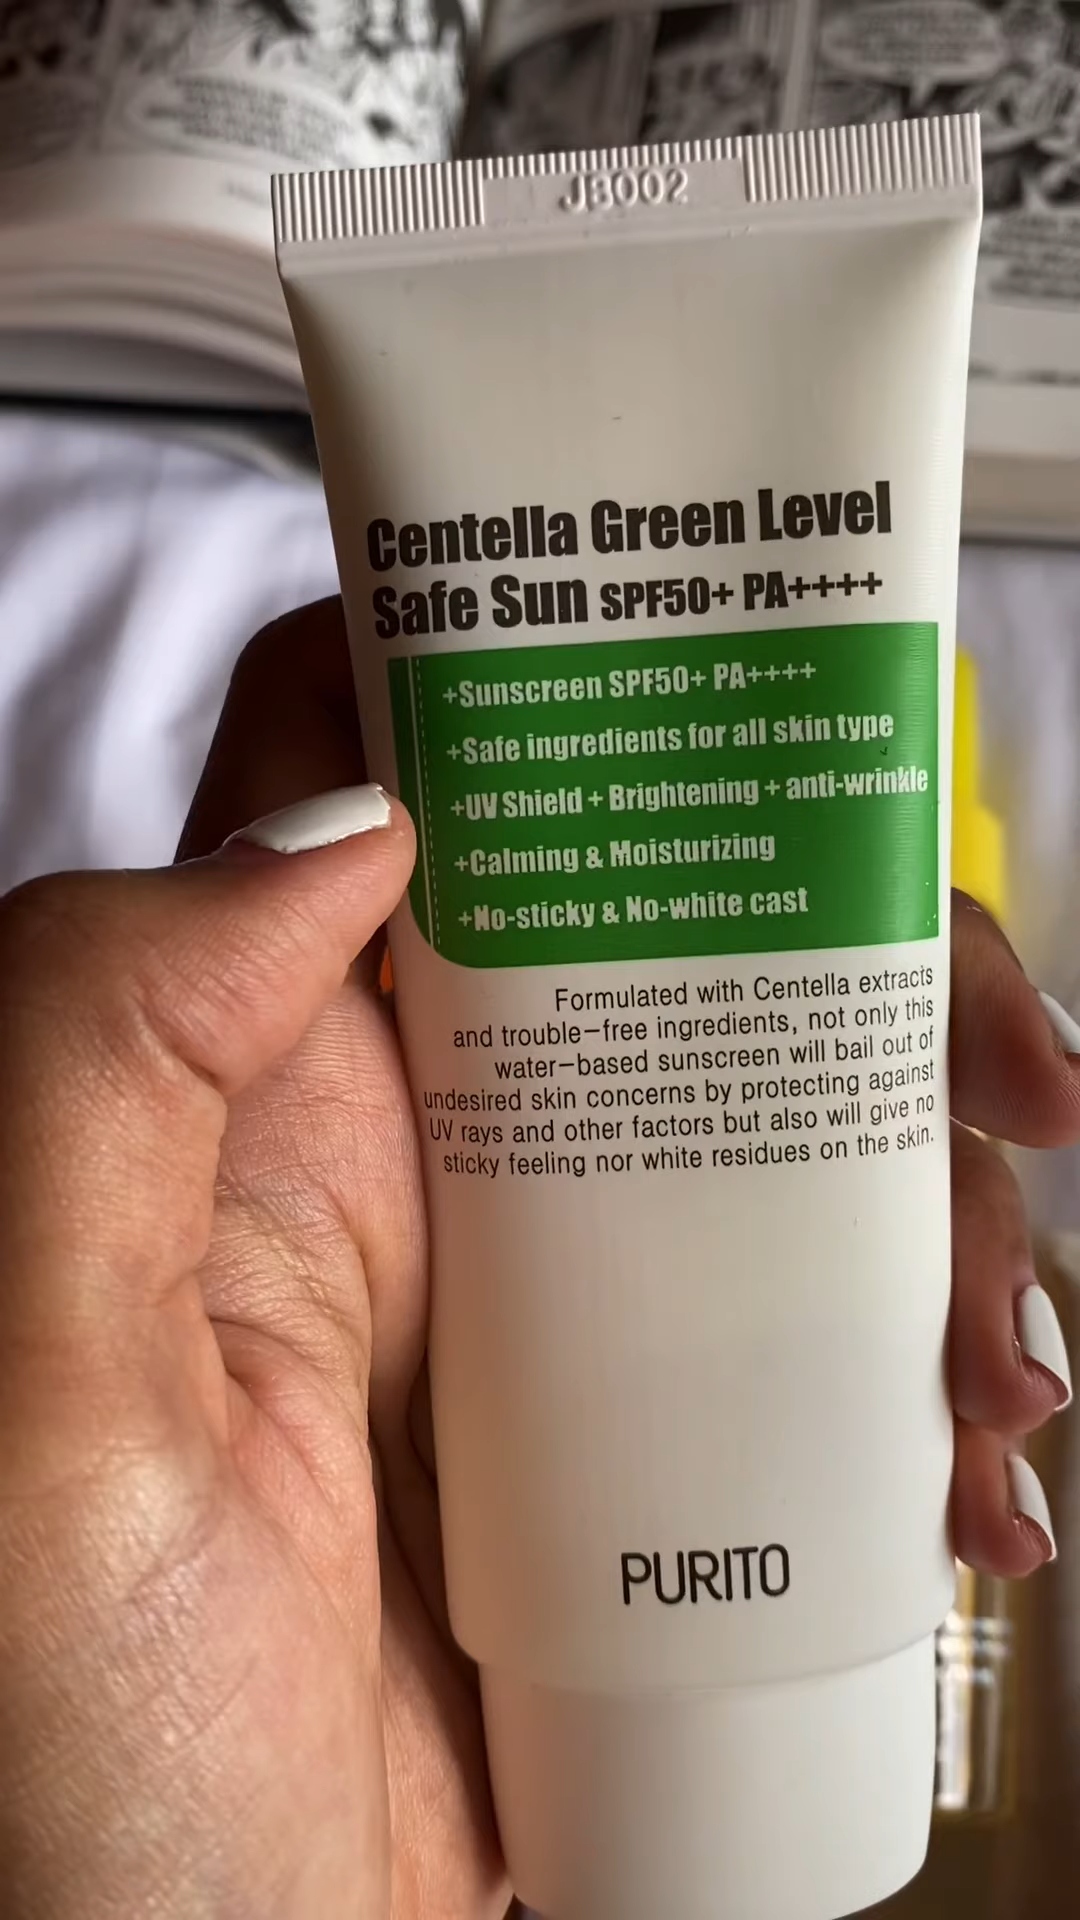 JB002
Centella Green Level
Safe Sun SPF50+ PA++++
+Sunscreen SPF50+ PA++++
+Safe ingredients for all skin type
+UV Shield + Brightening + anti-wrinkle
+Calming & Moisturizing
+No-sticky & No-white cast
Formulated with Centella extracts
and trouble-free ingredients, not only this
water-based sunscreen will bail out of
undesired skin concerns by protecting against
UV rays and other factors but also will give no
sticky feeling nor white residues on the skin.
PURITO